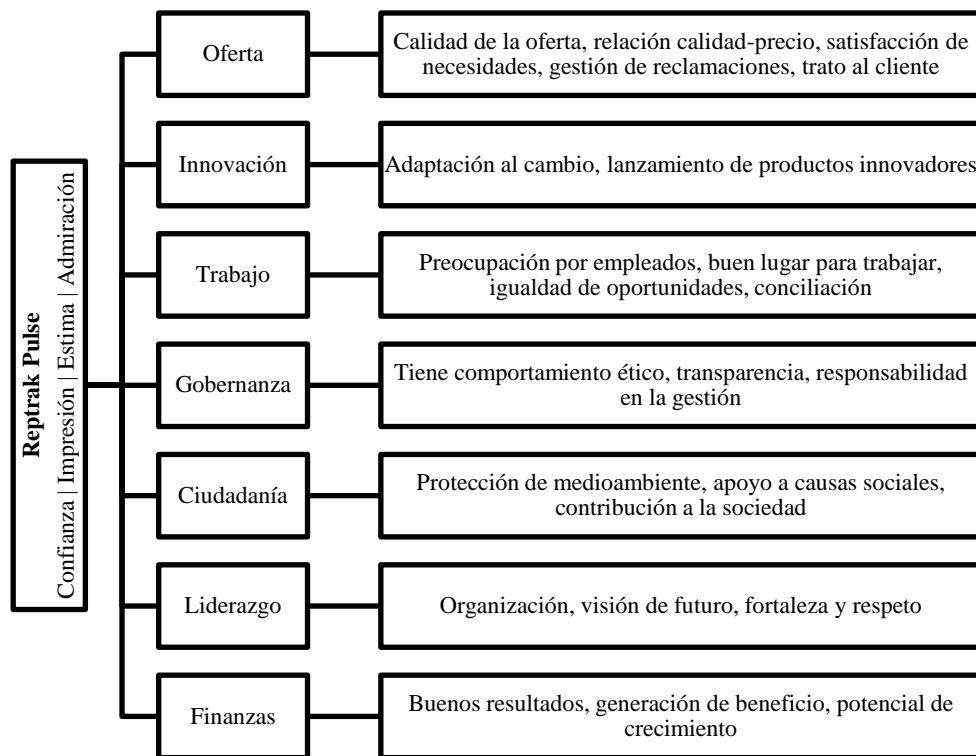 Reptrak Pulse
Confianza | Impresión | Estima | Admiración
Oferta
Calidad de la oferta, relación calidad-precio, satisfacción de
necesidades, gestión de reclamaciones, trato al cliente
Innovación
Adaptación al cambio, lanzamiento de productos innovadores
Trabajo
Preocupación por empleados, buen lugar para trabajar,
igualdad de oportunidades, conciliación
Gobernanza
Tiene comportamiento ético, transparencia, responsabilidad
en la gestión
Ciudadanía
Protección de medioambiente, apoyo a causas sociales,
contribución a la sociedad
Liderazgo
Organización, visión de futuro, fortaleza y respeto
Finanzas
Buenos resultados, generación de beneficio, potencial de
crecimiento